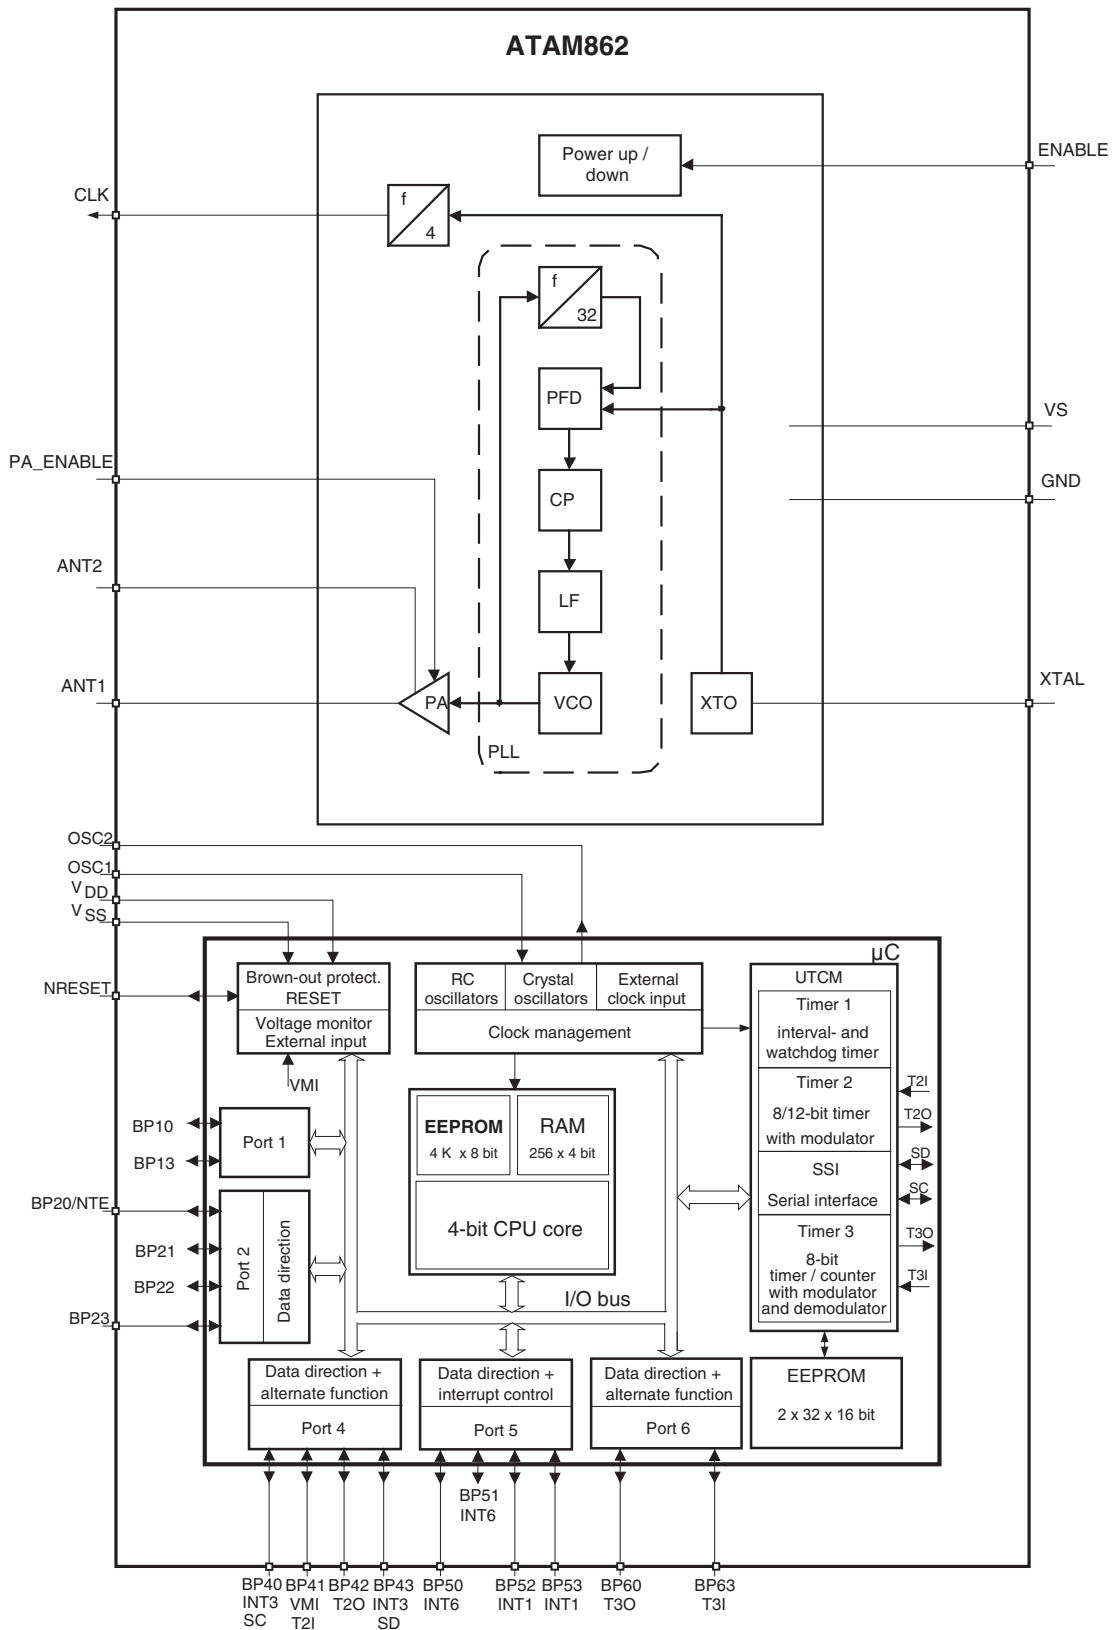 ATAM862
Power up /
down
ENABLE
CLK
f
4
f
32
PFD
VS
PA_ENABLE
GND
CP
ANT2
LF
ANT1
PA
VCO
XTO
XTAL
PLL
OSC2
OSC1
V DD
V SS
µC
NRESET
Brown-out protect.
RESET
Voltage monitor
External input
VMI
RC
oscillators
Crystal
oscillators
External
clock input
Clock management
UTCM
Timer 1
interval- and
watchdog timer
Timer 2
8/12-bit timer
with modulator
SSI
Serial interface
Timer 3
8-bit
timer / counter
with modulator
and demodulator
T2I
T2O
SD
SC
T3O
T3I
EEPROM
4 K x 8 bit
RAM
256 x 4 bit
4-bit CPU core
BP10
BP13
Port 1
BP20/NTE
BP21
BP22
BP23
Port 2
Data direction
I/O bus
Data direction +
alternate function
Port 4
Data direction +
interrupt control
Port 5
Data direction +
alternate function
Port 6
EEPROM
2 x 32 x 16 bit
BP51
INT6
BP40
INT3
SC
BP41
VMI
T2I
BP42
T2O
BP43
INT3
SD
BP50
INT6
BP52
INT1
BP53
INT1
BP60
T3O
BP63
T3I